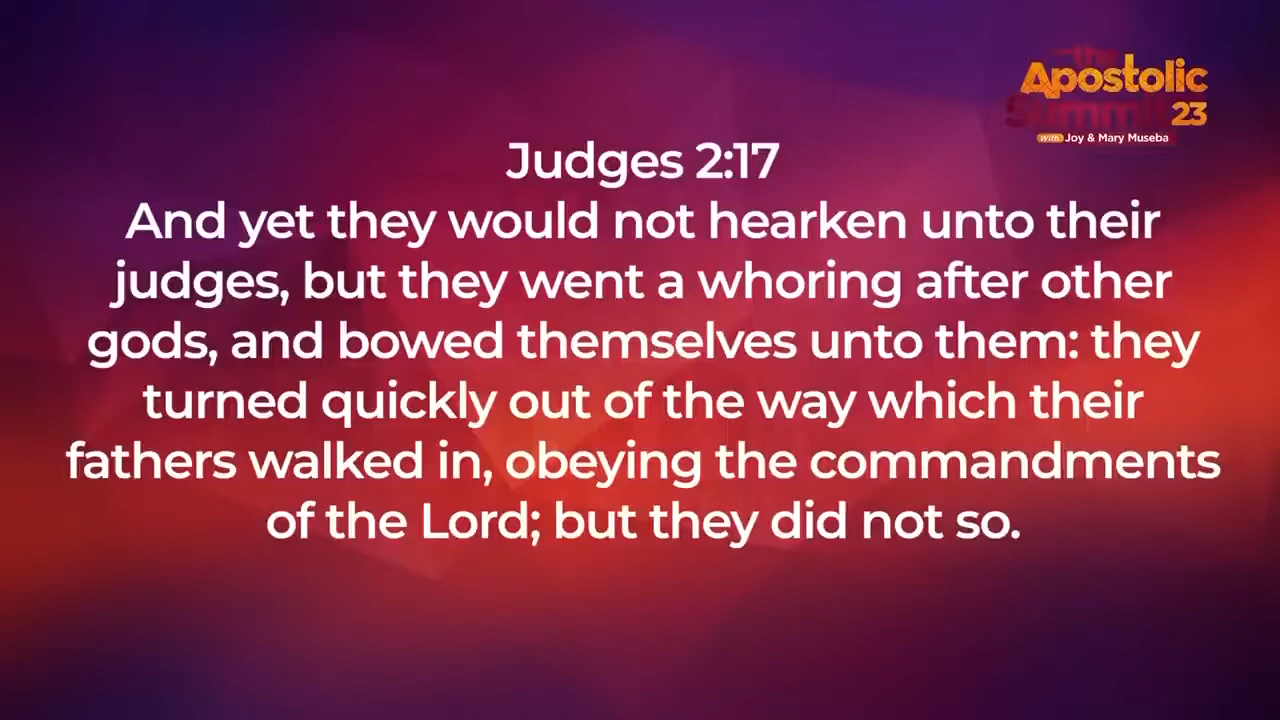 the
Apostolic
Summit 23
with Joy & Mary Museba
Judges 2:17
And yet they would not hearken unto their
judges, but they went a whoring after other
gods, and bowed themselves unto them: they
turned quickly out of the way which their
fathers walked in, obeying the commandments
of the Lord; but they did not so.